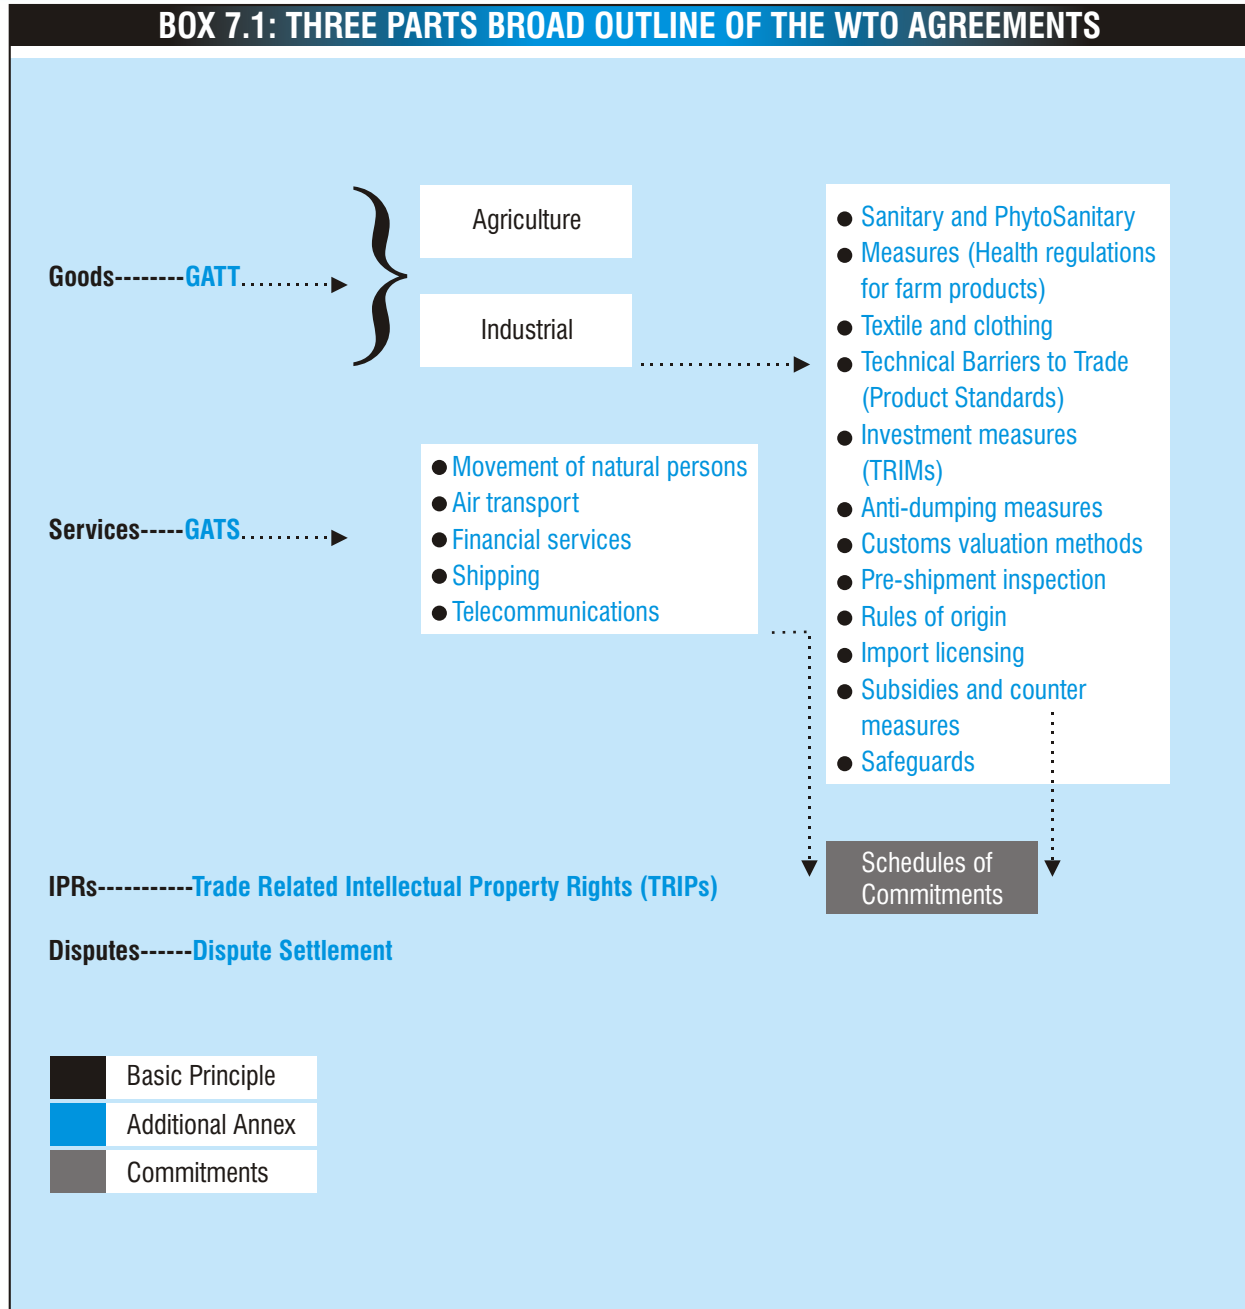 BOX 7.1: THREE PARTS BROAD OUTLINE OF THE WTO AGREEMENTS
Goods--------GATT
Agriculture
Industrial
● Sanitary and PhytoSanitary
● Measures (Health regulations
for farm products)
● Textile and clothing
● Technical Barriers to Trade
(Product Standards)
● Investment measures
(TRIMs)
● Anti-dumping measures
● Customs valuation methods
● Pre-shipment inspection
● Rules of origin
● Import licensing
● Subsidies and counter
measures
● Safeguards
Services-----GATS
● Movement of natural persons
● Air transport
● Financial services
● Shipping
● Telecommunications
Schedules of
Commitments
IPRs-----------Trade Related Intellectual Property Rights (TRIPs)
Disputes------Dispute Settlement
Basic Principle
Additional Annex
Commitments